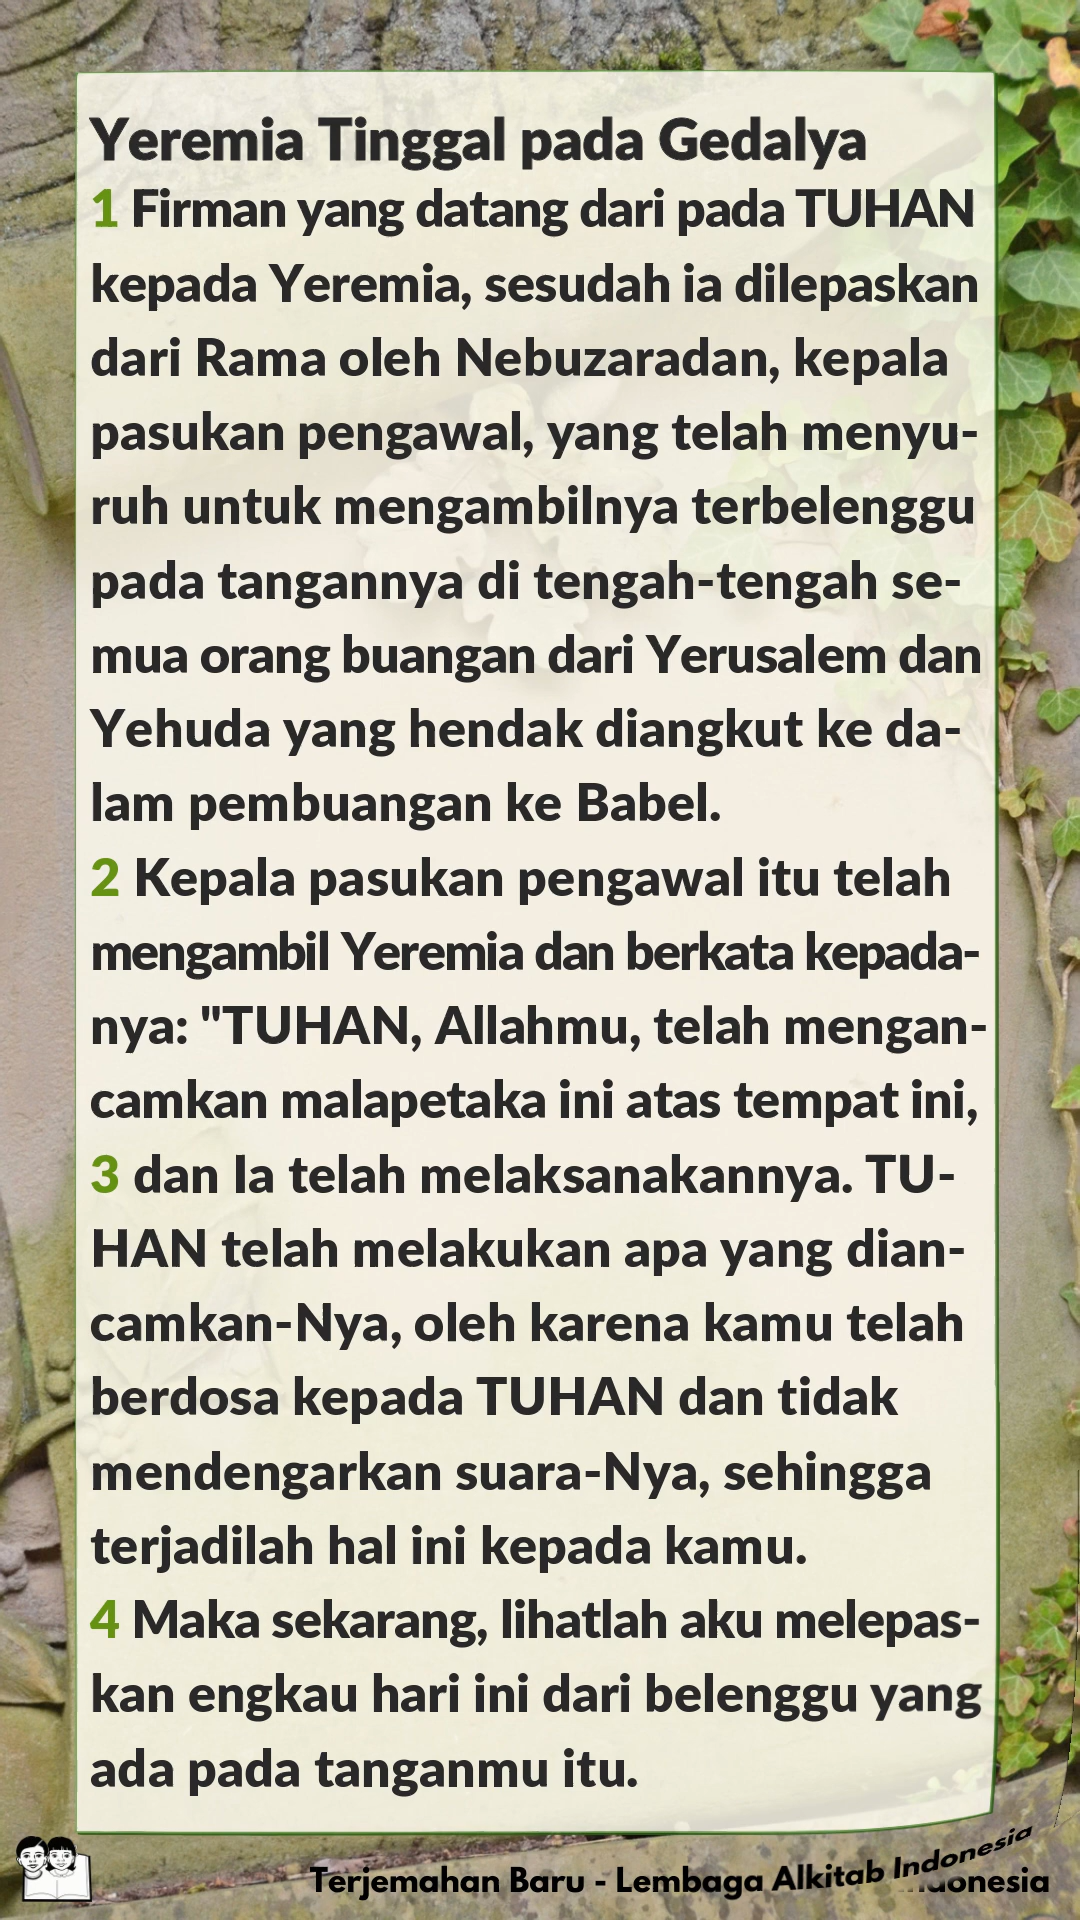 Yeremia Tinggal pada Gedalya
1 Firman yang datang dari pada TUHAN
kepada Yeremia, sesudah ia dilepaskan
dari Rama oleh Nebuzaradan, kepala
pasukan pengawal, yang telah menyu-
ruh untuk mengambilnya terbelenggu
pada tangannya di tengah-tengah se-
mua orang buangan dari Yerusalem dan
Yehuda yang hendak diangkut ke da-
lam pembuangan ke Babel.
2 Kepala pasukan pengawal itu telah
mengambil Yeremia dan berkata kepada-
nya: "TUHAN, Allahmu, telah mengan-
camkan malapetaka ini atas tempat ini,
3 dan Ia telah melaksanakannya. TU-
HAN telah melakukan apa yang dian-
camkan-Nya, oleh karena kamu telah
berdosa kepada TUHAN dan tidak
mendengarkan suara-Nya, sehingga
terjadilah hal ini kepada kamu.
4 Maka sekarang, lihatlah aku melepas-
kan engkau hari ini dari belenggu yang
ada pada tanganmu itu.
Terjemahan Baru - Lembaga Alkitab Indonesia